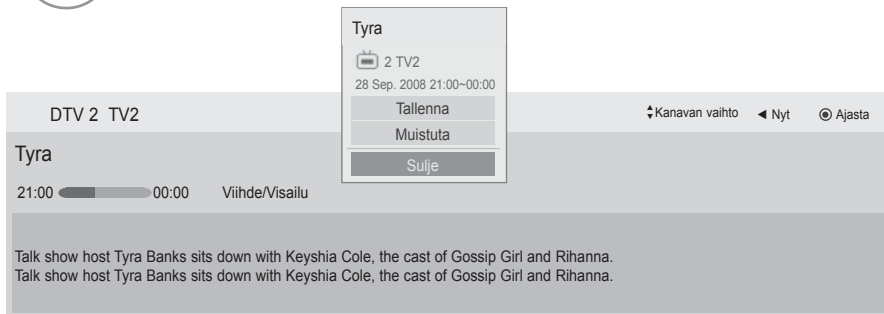 Tyra
2 TV2
28 Sep. 2008 21:00~00:00
Tallenna
Muistuta
Sulje
DTV 2 TV2
Kanavan vaihto ◄ Nyt ◉ Ajasta
Tyra
21:00 00:00 Viihde/Visailu
Talk show host Tyra Banks sits down with Keyshia Cole, the cast of Gossip Girl and Rihanna.
Talk show host Tyra Banks sits down with Keyshia Cole, the cast of Gossip Girl and Rihanna.